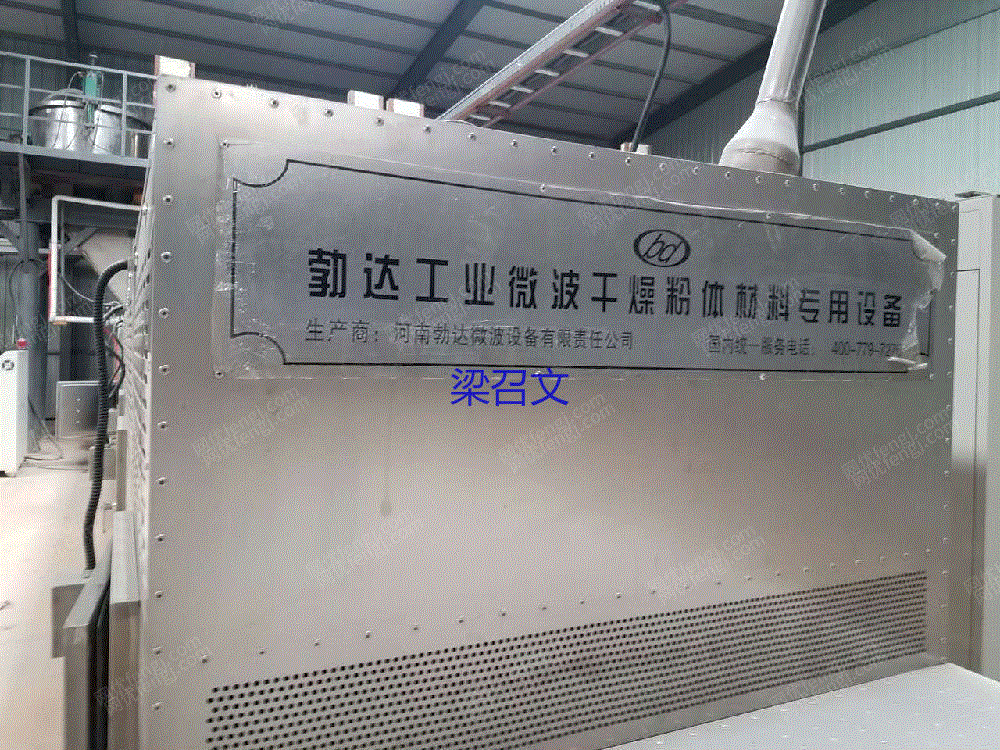 bd
勃达工业微波干燥粉体材料专用设备
生产商：河南勃达微波设备有限责任公司
国内统一服务电话：400-779-
梁召文